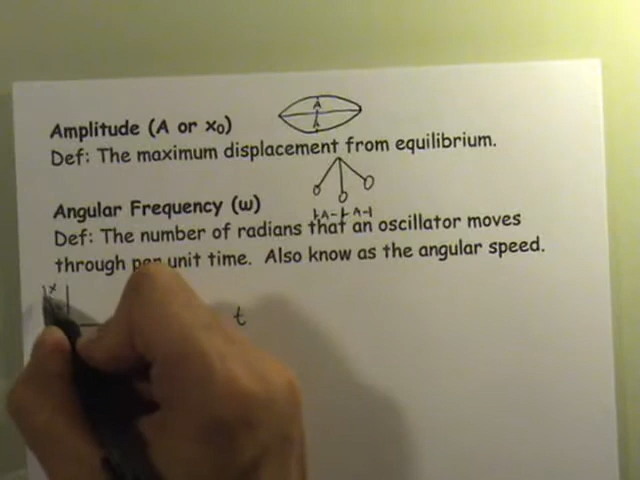 A
Amplitude (A or x₀)
A
Def: The maximum displacement from equilibrium.
Angular Frequency (ω)
|-A-|-A-|
Def: The number of radians that an oscillator moves
through per unit time. Also know as the angular speed.
x
t